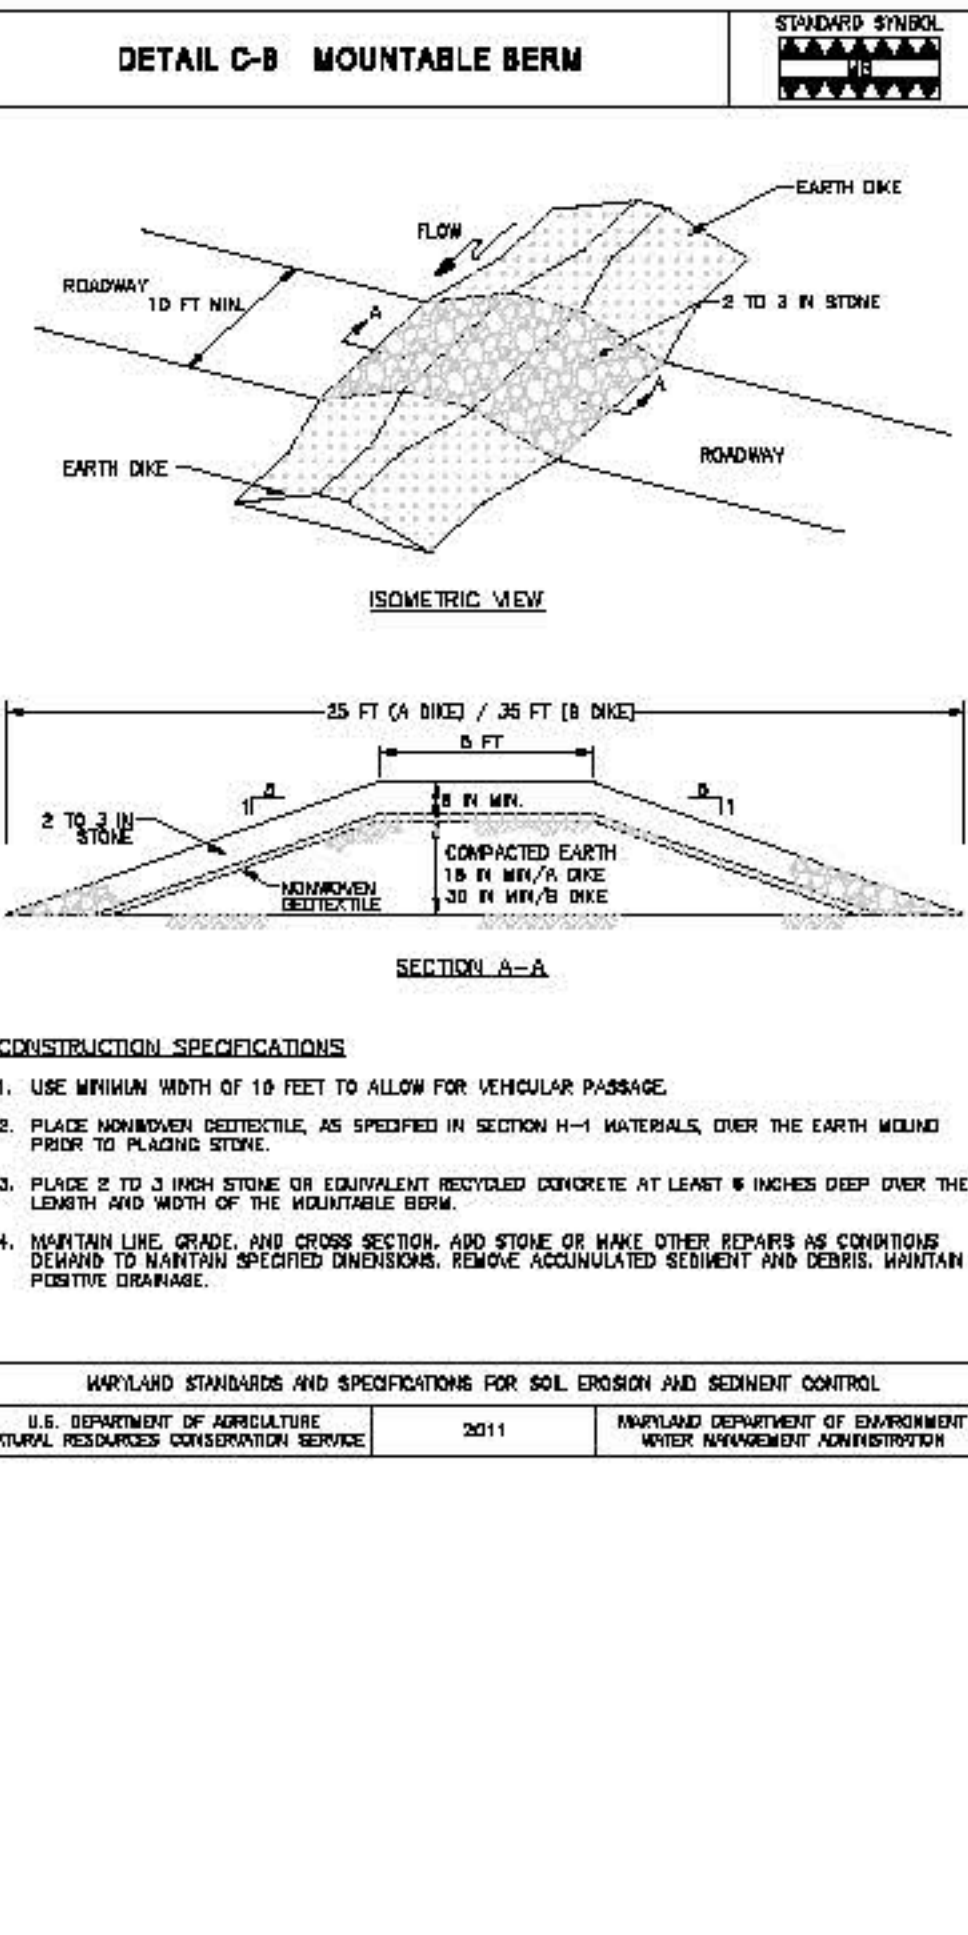 DETAIL C-8 MOUNTABLE BERM
STANDARD SYMBOL
MB
EARTH DIKE
FLOW
ROADWAY
10 FT MIN.
A
2 TO 3 IN STONE
A
ROADWAY
EARTH DIKE
ISOMETRIC VIEW
25 FT (A DIKE) / 35 FT (B DIKE)
FT
1
1
2 TO 3 IN
STONE
IN MIN.
COMPACTED EARTH
18 IN MIN/A DIKE
30 IN MIN/B DIKE
NONWOVEN
GEOTEXTILE
SECTION A-A
CONSTRUCTION SPECIFICATIONS
1. USE MINIMUM WIDTH OF 10 FEET TO ALLOW FOR VEHICULAR PASSAGE.
2. PLACE NONWOVEN GEOTEXTILE, AS SPECIFIED IN SECTION H-1 MATERIALS, OVER THE EARTH MOUND
PRIOR TO PLACING STONE.
3. PLACE 2 TO 3 INCH STONE OR EQUIVALENT RECYCLED CONCRETE AT LEAST 6 INCHES DEEP OVER THE
LENGTH AND WIDTH OF THE MOUNTABLE BERM.
4. MAINTAIN LINE, GRADE, AND CROSS SECTION. ADD STONE OR MAKE OTHER REPAIRS AS CONDITIONS
DEMAND TO MAINTAIN SPECIFIED DIMENSIONS. REMOVE ACCUMULATED SEDIMENT AND DEBRIS. MAINTAIN
POSITIVE DRAINAGE.
MARYLAND STANDARDS AND SPECIFICATIONS FOR SOIL EROSION AND SEDIMENT CONTROL
U.S. DEPARTMENT OF AGRICULTURE
ATURAL RESOURCES CONSERVATION SERVICE
2011
MARYLAND DEPARTMENT OF ENVIRONMENT
WATER MANAGEMENT ADMINISTRATION